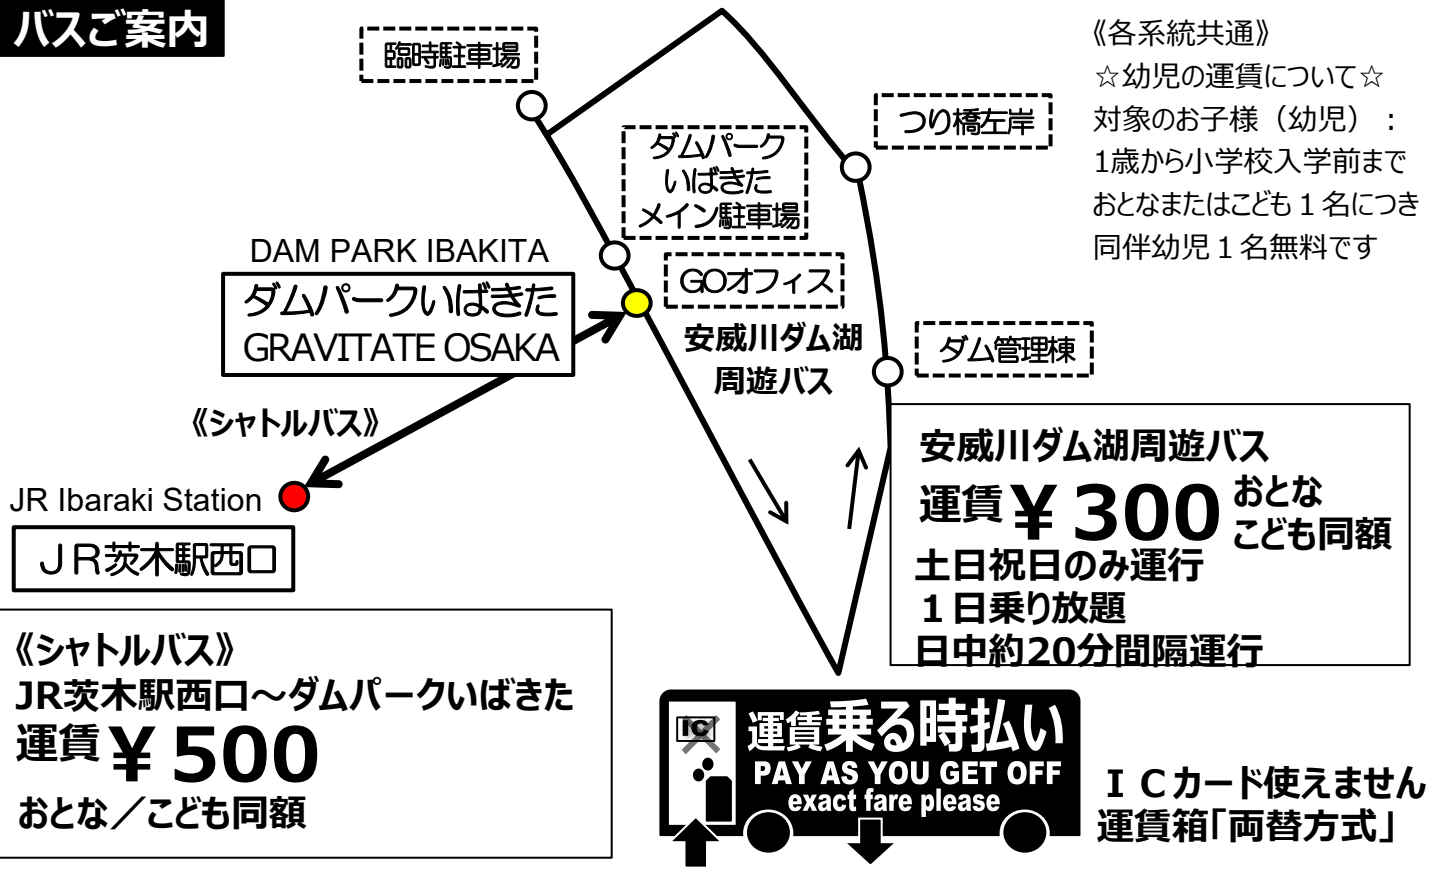 バスご案内
臨時駐車場
つり橋左岸
ダムパーク
いばきた
メイン駐車場
GOオフィス
ダム管理棟
安威川ダム湖
周遊バス
DAM PARK IBAKITA
ダムパークいばきた
GRAVITATE OSAKA
《シャトルバス》
JR Ibaraki Station
ＪＲ茨木駅西口
《各系統共通》
☆幼児の運賃について☆
対象のお子様（幼児）：
1歳から小学校入学前まで
おとなまたはこども１名につき
同伴幼児１名無料です
安威川ダム湖周遊バス
運賃￥300 おとな
こども同額
土日祝日のみ運行
１日乗り放題
日中約20分間隔運行
《シャトルバス》
JR茨木駅西口～ダムパークいばきた
運賃￥500
おとな／こども同額
IC
運賃乗る時払い
PAY AS YOU GET OFF
exact fare please
ＩＣカード使えません
運賃箱「両替方式」